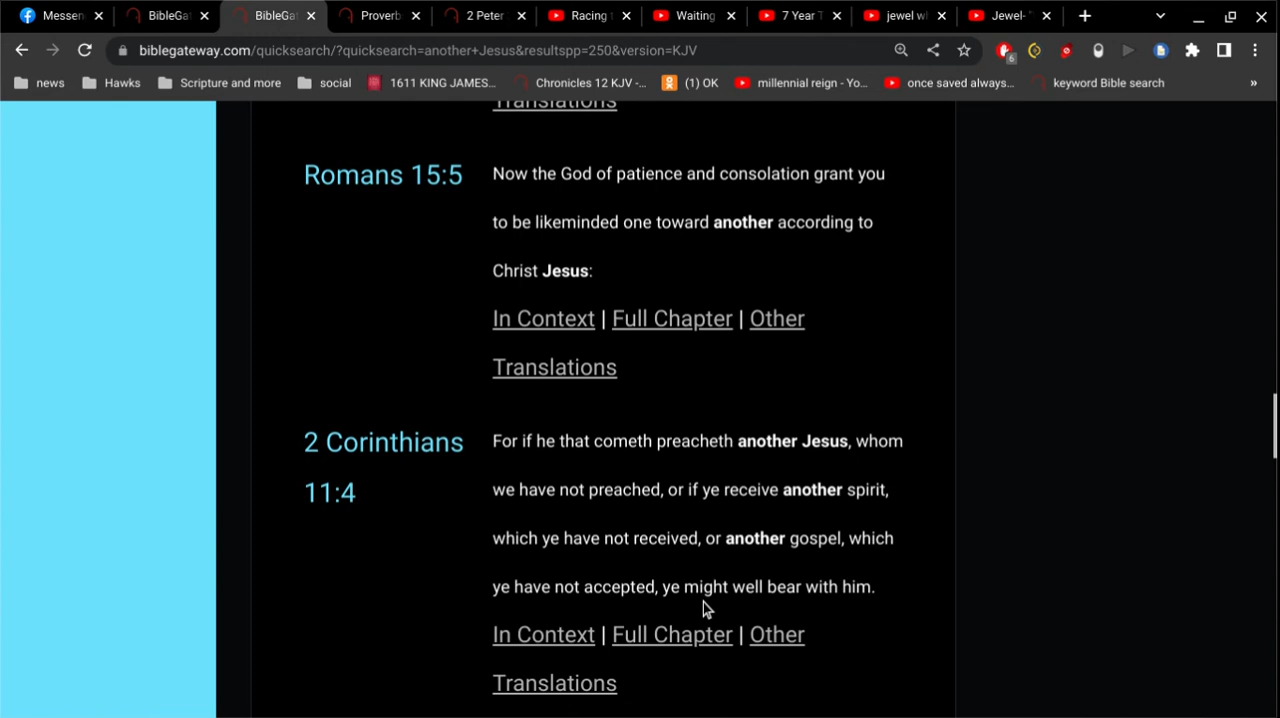 Messen
BibleGa
BibleGat
Proverb
2 Peter
Racing
Waiting
7 Year T
jewel w
Jewel-
biblegateway.com/quicksearch/?quicksearch=another+Jesus&resultspp=250&version=KJV
6
news
Hawks
Scripture and more
social
1611 KING JAMES...
Chronicles 12 KJV -...
(1) OK
millennial reign - Yo...
once saved always...
keyword Bible search
»
Translations
Romans 15:5
Now the God of patience and consolation grant you
to be likeminded one toward another according to
Christ Jesus:
In Context | Full Chapter | Other
Translations
2 Corinthians
11:4
For if he that cometh preacheth another Jesus, whom
we have not preached, or if ye receive another spirit,
which ye have not received, or another gospel, which
ye have not accepted, ye might well bear with him.
In Context | Full Chapter | Other
Translations